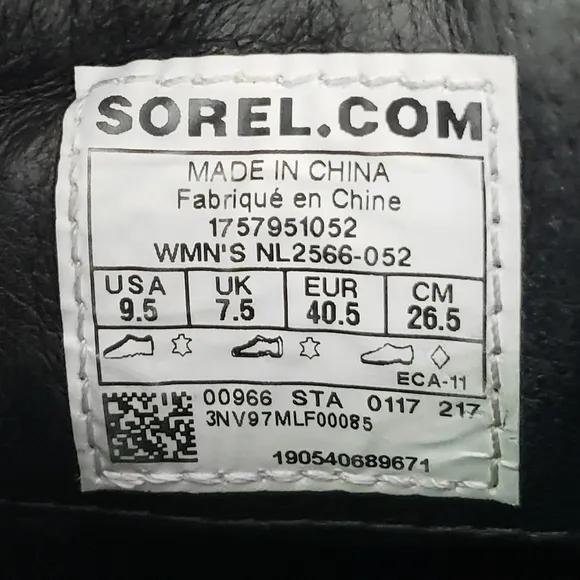 SOREL.COM
MADE IN CHINA
Fabriqué en Chine
1757951052
WMN'S NL2566-052
USA UK EUR CM
9.5 7.5 40.5 26.5
ECA-11
00966 STA 0117 217
3NV97MLF00085
190540689671